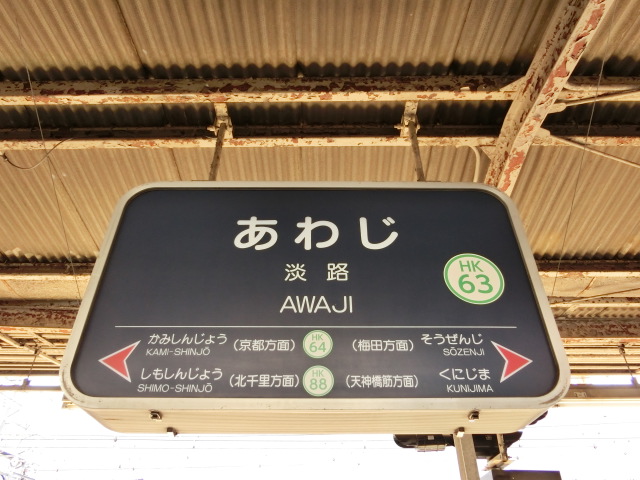 あわじ
淡路
AWAJI
HK
63
かみしんじょう (京都方面) HK 64 (梅田方面) そうぜんじ
KAMI-SHINJŌ SŌZENJI
しもしんじょう (北千里方面) HK 88 (天神橋筋方面) くにじま
SHIMO-SHINJŌ KUNIJIMA